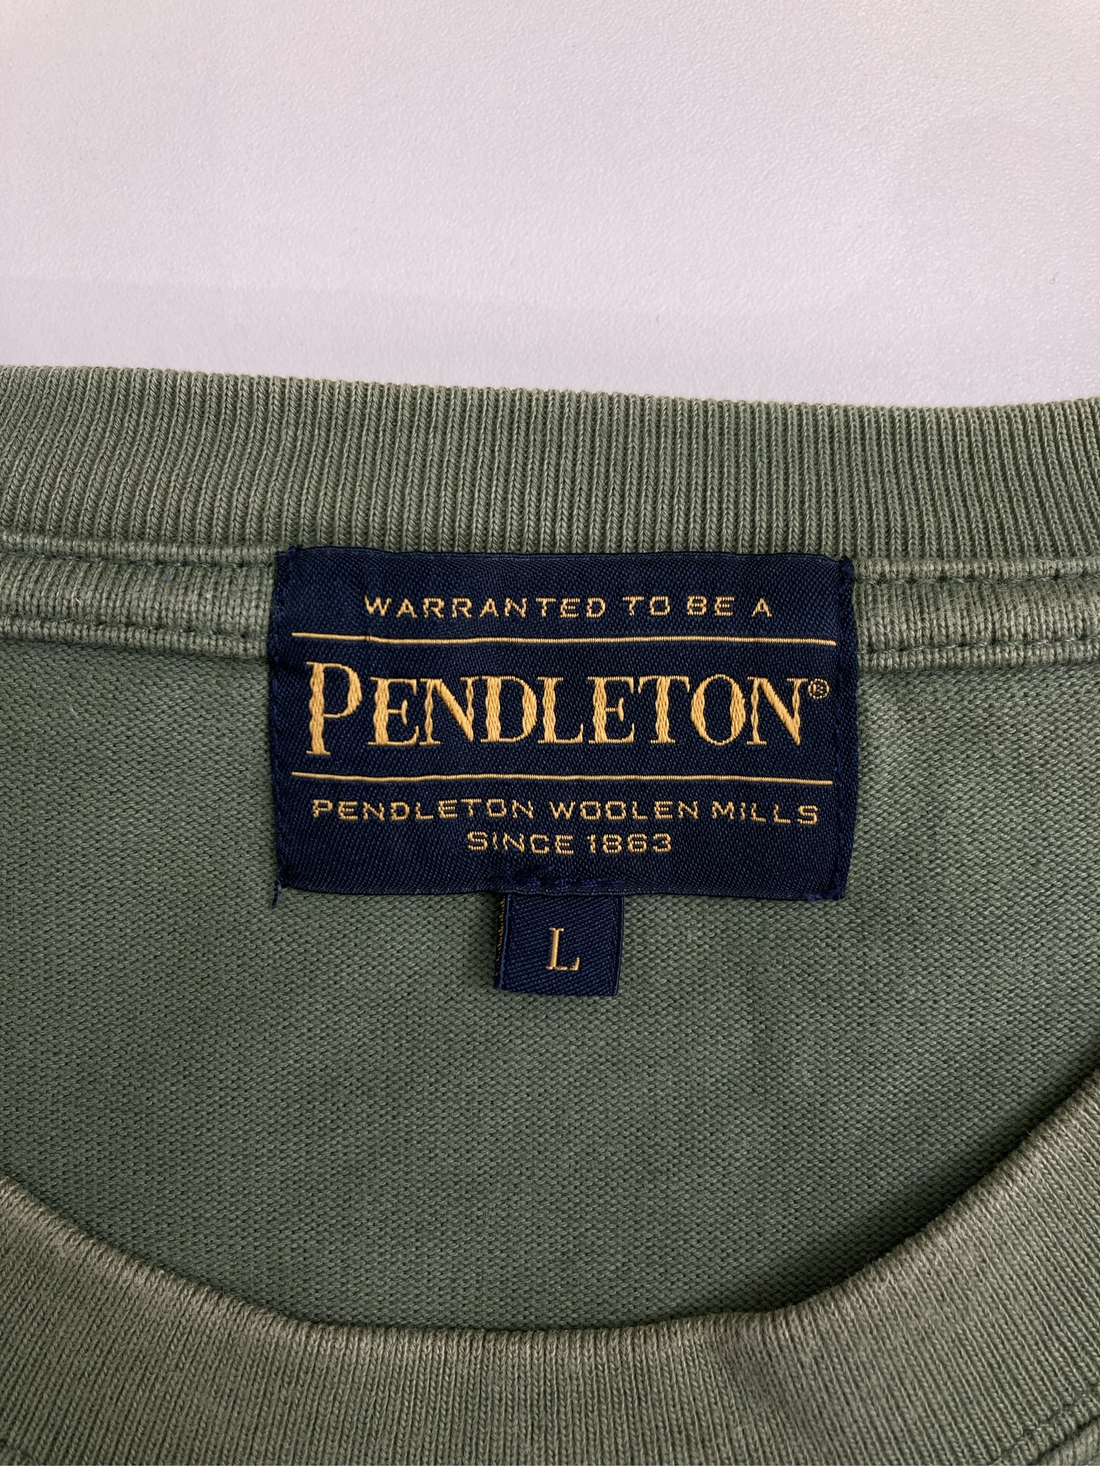 WARRANTED TO BE A
PENDLETON®
PENDLETON WOOLEN MILLS
SINCE 1863
L